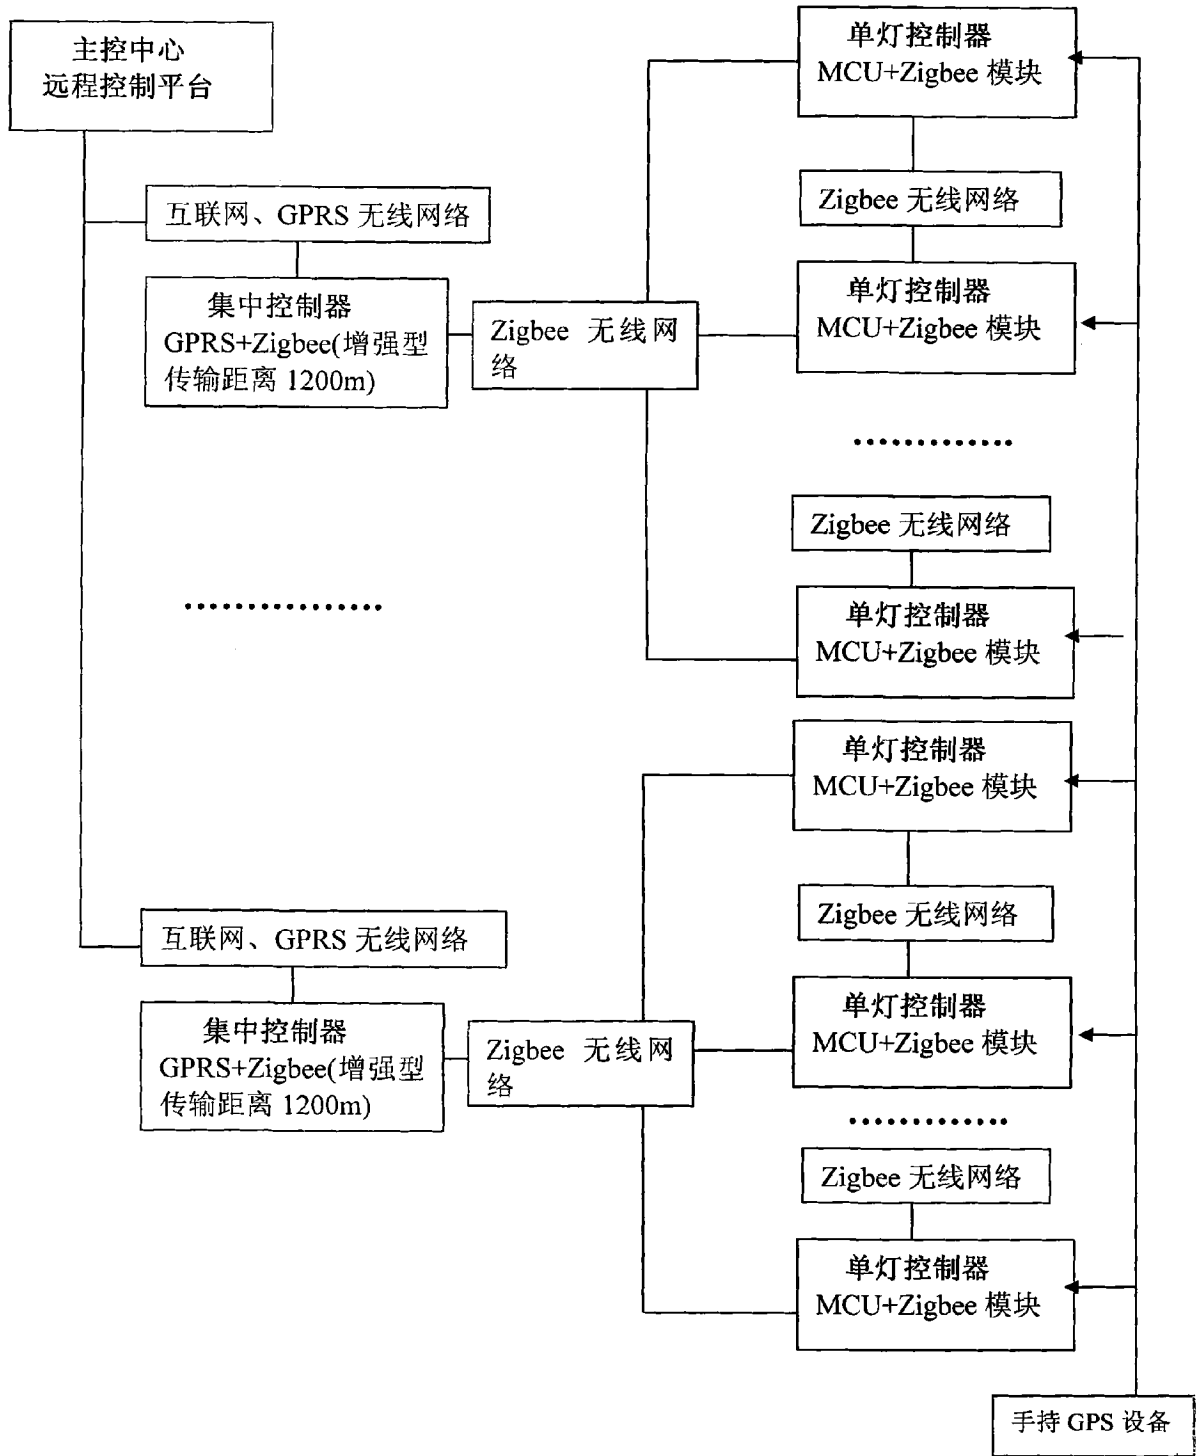 主控中心
远程控制平台
互联网、GPRS 无线网络
集中控制器
GPRS+Zigbee(增强型
传输距离 1200m)
Zigbee 无线网
络
单灯控制器
MCU+Zigbee 模块
Zigbee 无线网络
单灯控制器
MCU+Zigbee 模块
Zigbee 无线网络
单灯控制器
MCU+Zigbee 模块
互联网、GPRS 无线网络
集中控制器
GPRS+Zigbee(增强型
传输距离 1200m)
Zigbee 无线网
络
单灯控制器
MCU+Zigbee 模块
Zigbee 无线网络
单灯控制器
MCU+Zigbee 模块
Zigbee 无线网络
单灯控制器
MCU+Zigbee 模块
手持 GPS 设备